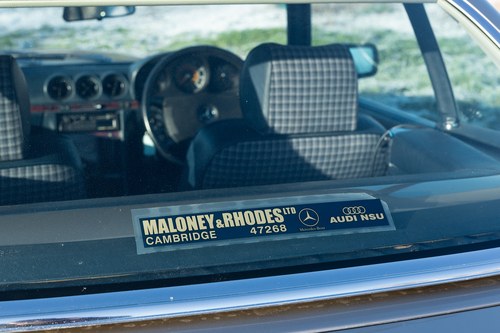 MALONEY & RHODES LTD
CAMBRIDGE 47268
AUDI NSU